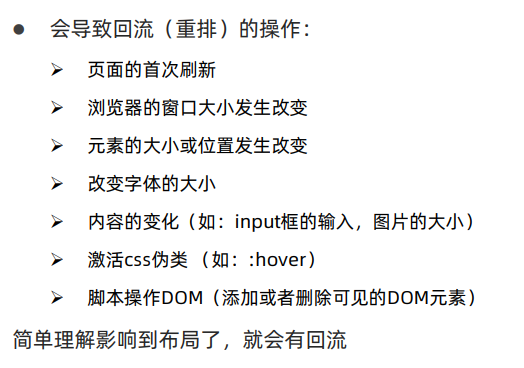 ● 会导致回流（重排）的操作：
➢ 页面的首次刷新
➢ 浏览器的窗口大小发生改变
➢ 元素的大小或位置发生改变
➢ 改变字体的大小
➢ 内容的变化（如：input框的输入，图片的大小）
➢ 激活css伪类 （如：:hover）
➢ 脚本操作DOM（添加或者删除可见的DOM元素）
简单理解影响到布局了，就会有回流